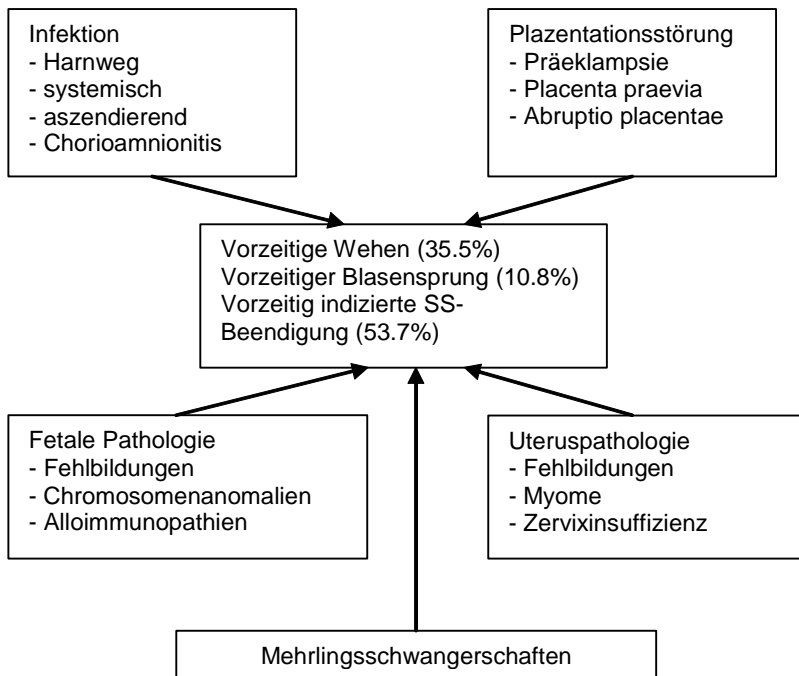 Infektion
- Harnweg
- systemisch
- aszendierend
- Chorioamnionitis
Plazentationsstörung
- Präeklampsie
- Placenta praevia
- Abruptio placentae
Vorzeitige Wehen (35.5%)
Vorzeitiger Blasensprung (10.8%)
Vorzeitig indizierte SS-
Beendigung (53.7%)
Fetale Pathologie
- Fehlbildungen
- Chromosomenanomalien
- Alloimmunopathien
Uteruspathologie
- Fehlbildungen
- Myome
- Zervixinsuffizienz
Mehrlingsschwangerschaften